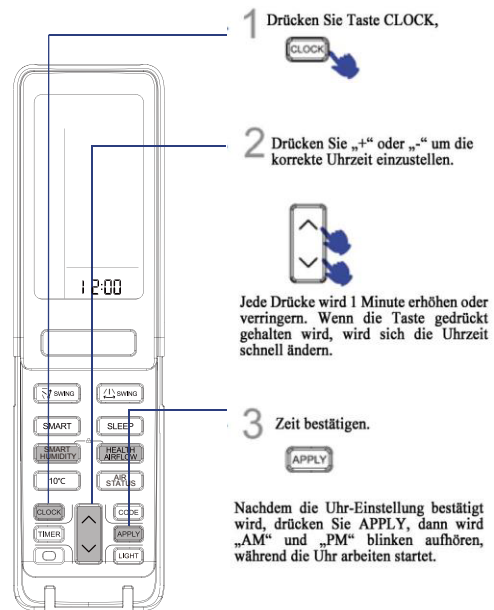 1 Drücken Sie Taste CLOCK,
CLOCK
2 Drücken Sie „+“ oder „-“ um die
korrekte Uhrzeit einzustellen.
Jede Drücke wird 1 Minute erhöhen oder
verringern. Wenn die Taste gedrückt
gehalten wird, wird sich die Uhrzeit
schnell ändern.
3 Zeit bestätigen.
APPLY
Nachdem die Uhr-Einstellung bestätigt
wird, drücken Sie APPLY, dann wird
„AM“ und „PM“ blinken aufhören,
während die Uhr arbeiten startet.
12:00
SWING SWING
SMART SLEEP
SMART HUMIDITY HEALTH AIRFLOW
10°C AIR STATUS
CLOCK CODE
TIMER APPLY
LIGHT